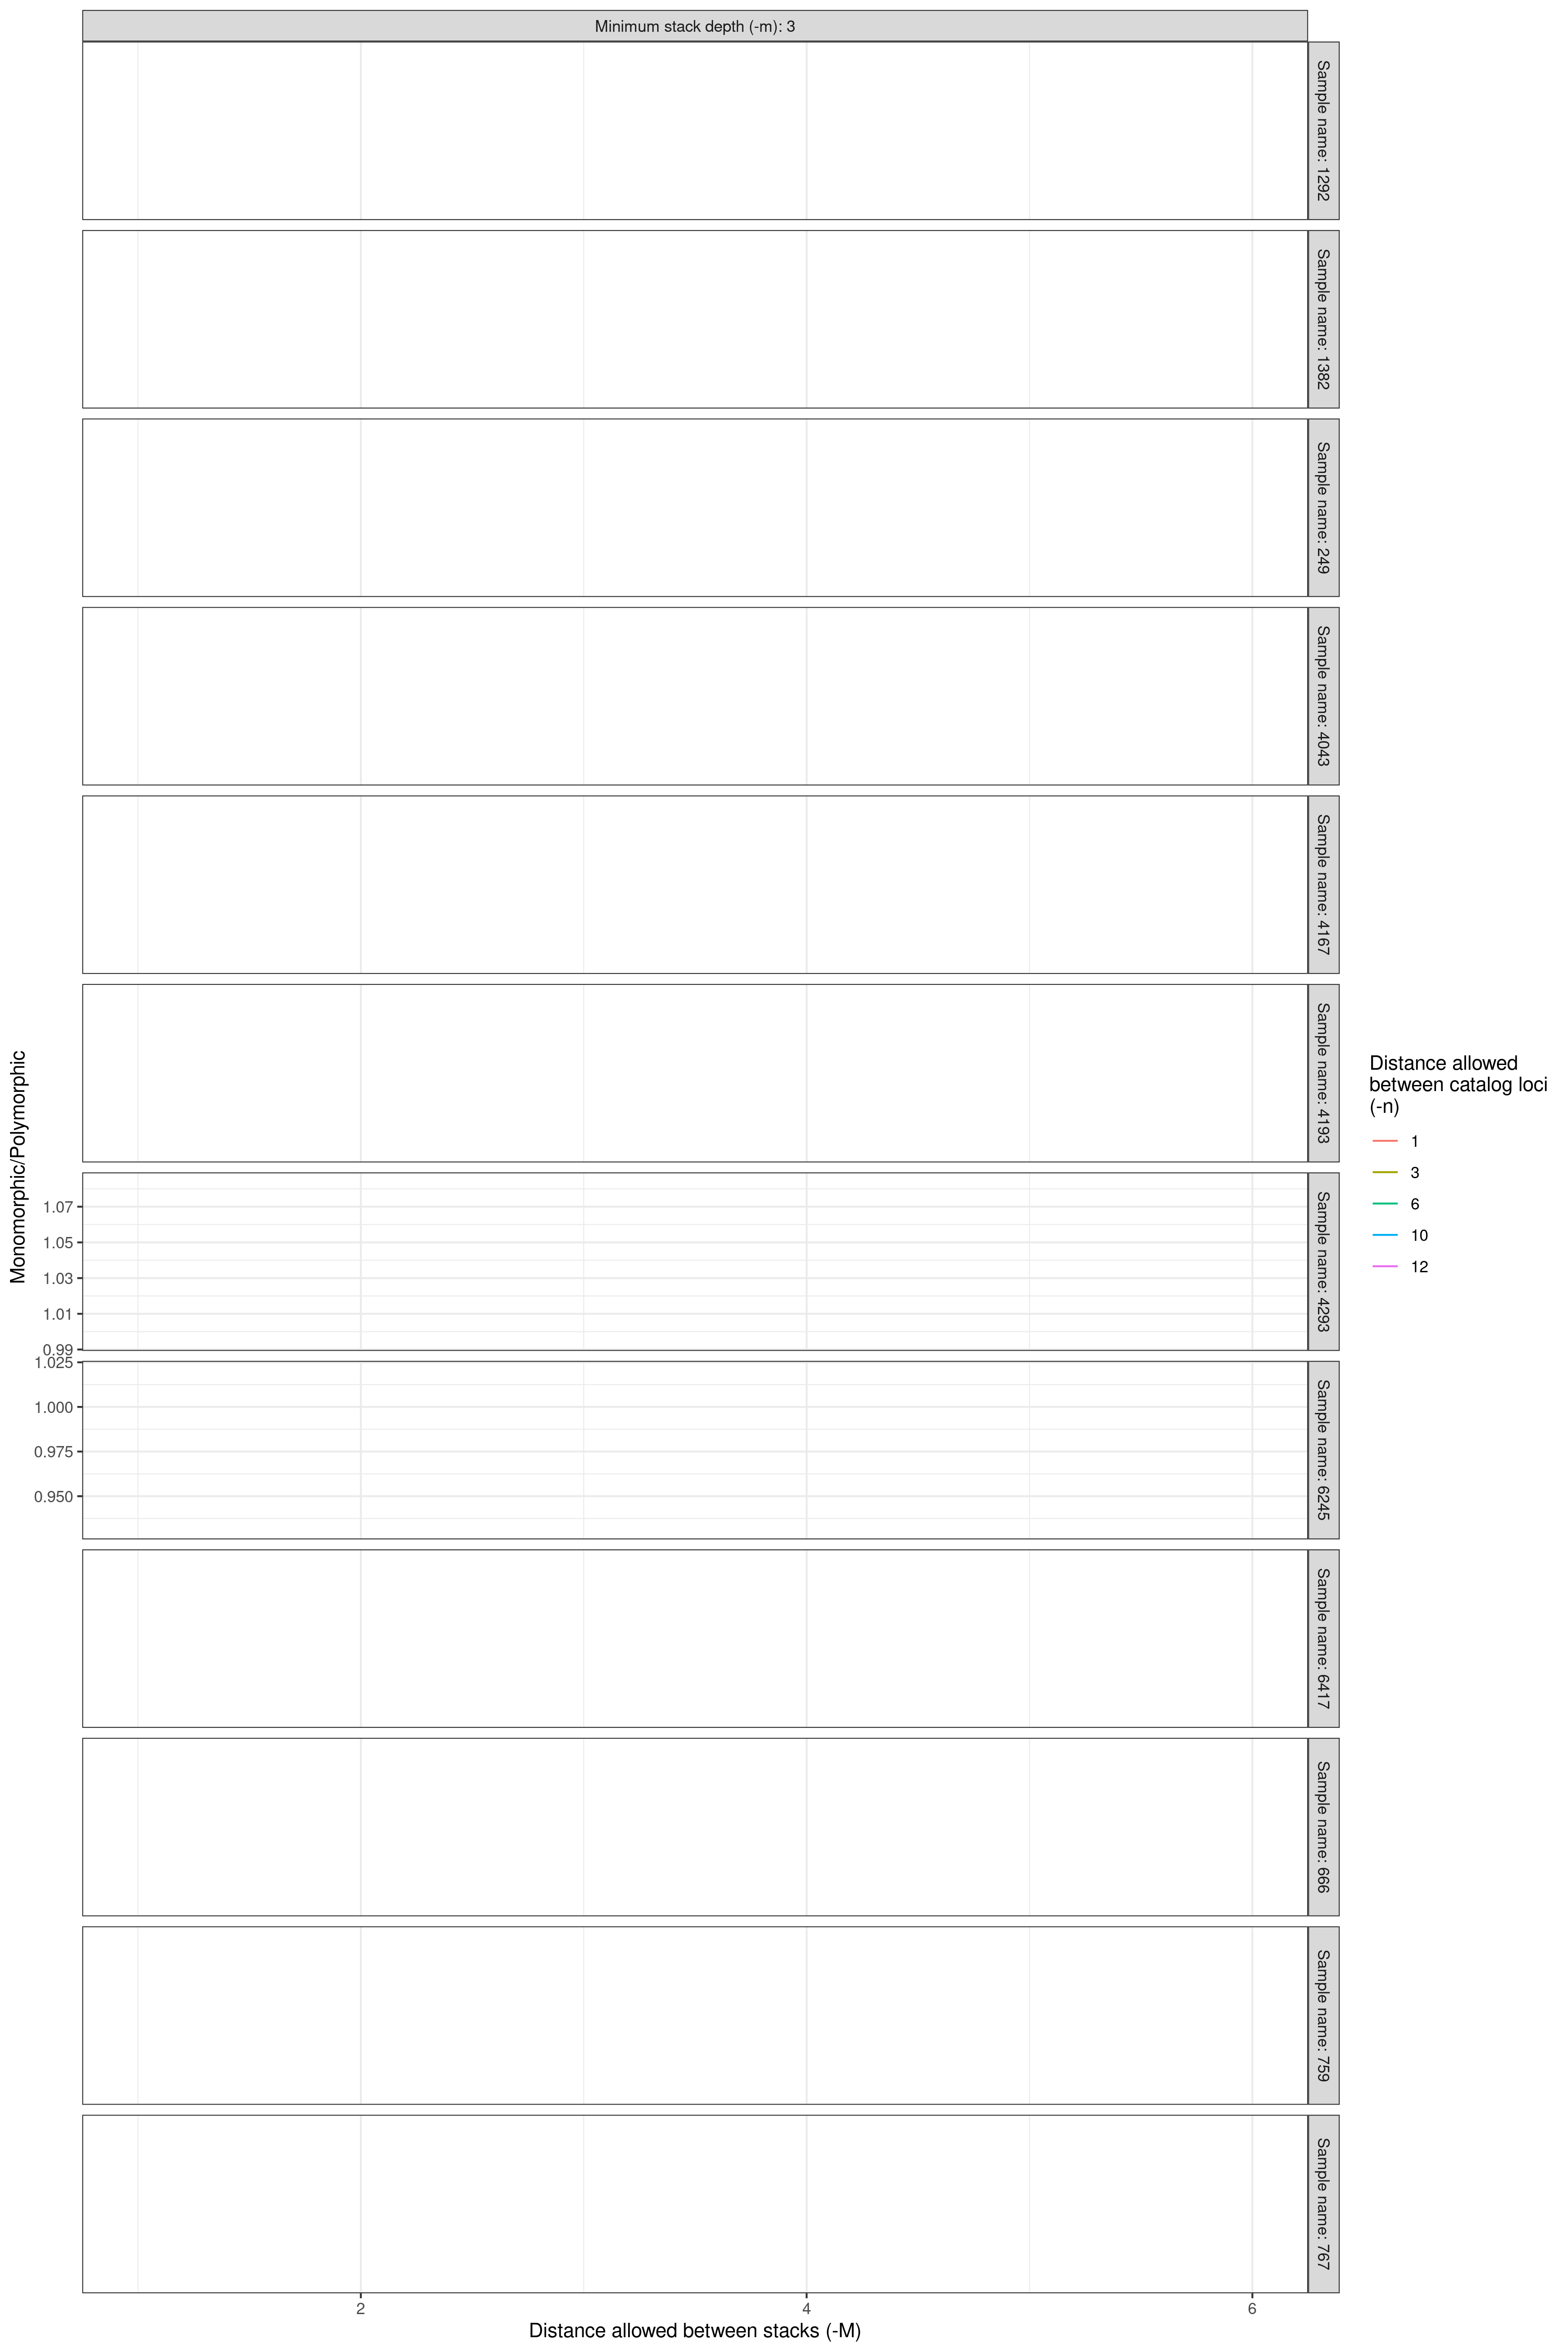 Minimum stack depth (-m): 3
Sample name: 1292
Sample name: 1382
Sample name: 249
Sample name: 4043
Sample name: 4167
Sample name: 4193
Sample name: 4293
Sample name: 6245
Sample name: 6417
Sample name: 666
Sample name: 759
Sample name: 767
Monomorphic/Polymorphic
1.07
1.05
1.03
1.01
0.99
1.025
1.000
0.975
0.950
2
4
6
Distance allowed between stacks (-M)
Distance allowed
between catalog loci
(-n)
1
3
6
10
12